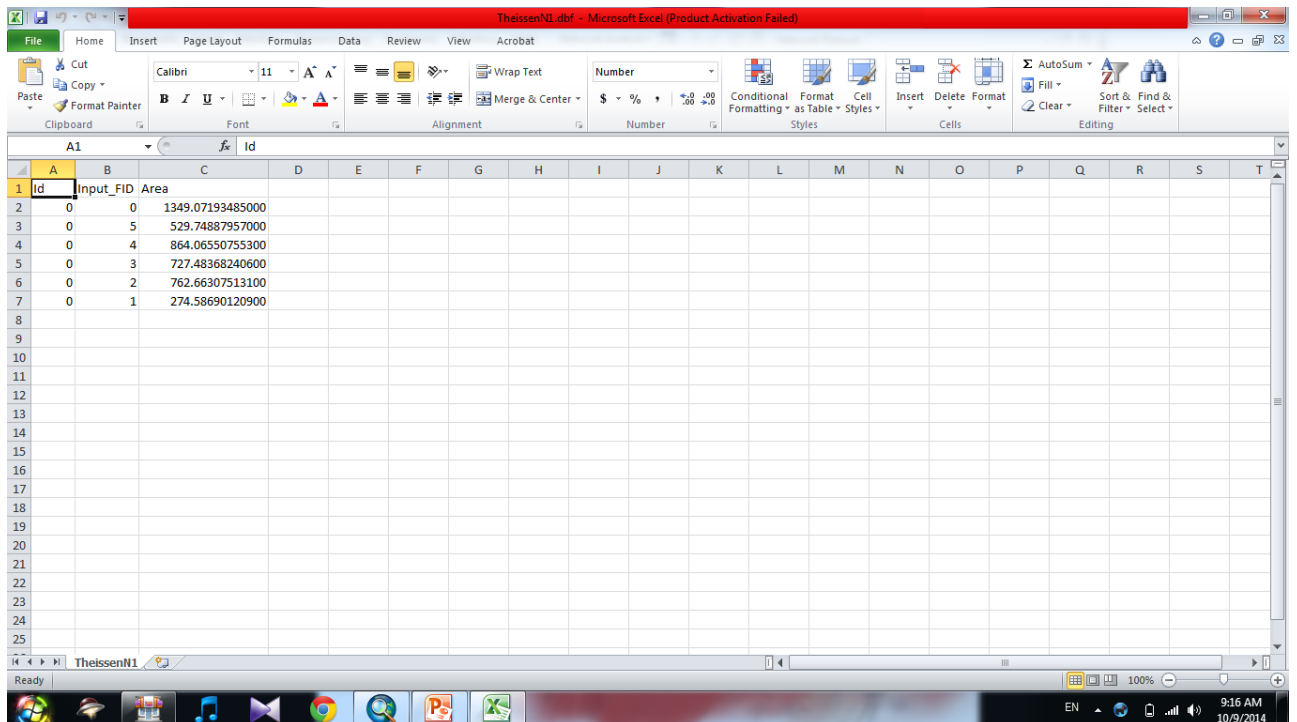 TheissenN1.dbf - Microsoft Excel (Product Activation Failed)
File Home Insert Page Layout Formulas Data Review View Acrobat
Paste
Cut
Copy
Format Painter
Clipboard
Calibri 11
B I U
Font
Wrap Text
Merge & Center
Alignment
Number
$ % ,
Number
Conditional Formatting
Format as Table
Cell Styles
Styles
Insert Delete Format
Cells
Σ AutoSum
Fill
Clear
Sort & Filter
Find & Select
Editing
A1 fx Id
A B C D E F G H I J K L M N O P Q R S T
1 Id Input_FID Area
2 0 0 1349.07193485000
3 0 5 529.74887957000
4 0 4 864.06550755300
5 0 3 727.48368240600
6 0 2 762.66307513100
7 0 1 274.58690120900
8
9
10
11
12
13
14
15
16
17
18
19
20
21
22
23
24
25
TheissenN1
Ready 100%
EN 9:16 AM
10/9/2014